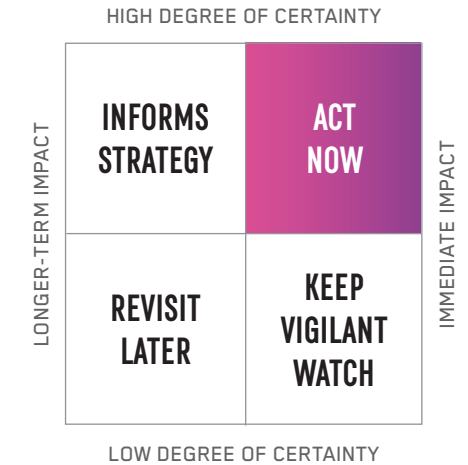 HIGH DEGREE OF CERTAINTY
LONGER-TERM IMPACT
INFORMS
STRATEGY
ACT
NOW
IMMEDIATE IMPACT
REVISIT
LATER
KEEP
VIGILANT
WATCH
LOW DEGREE OF CERTAINTY